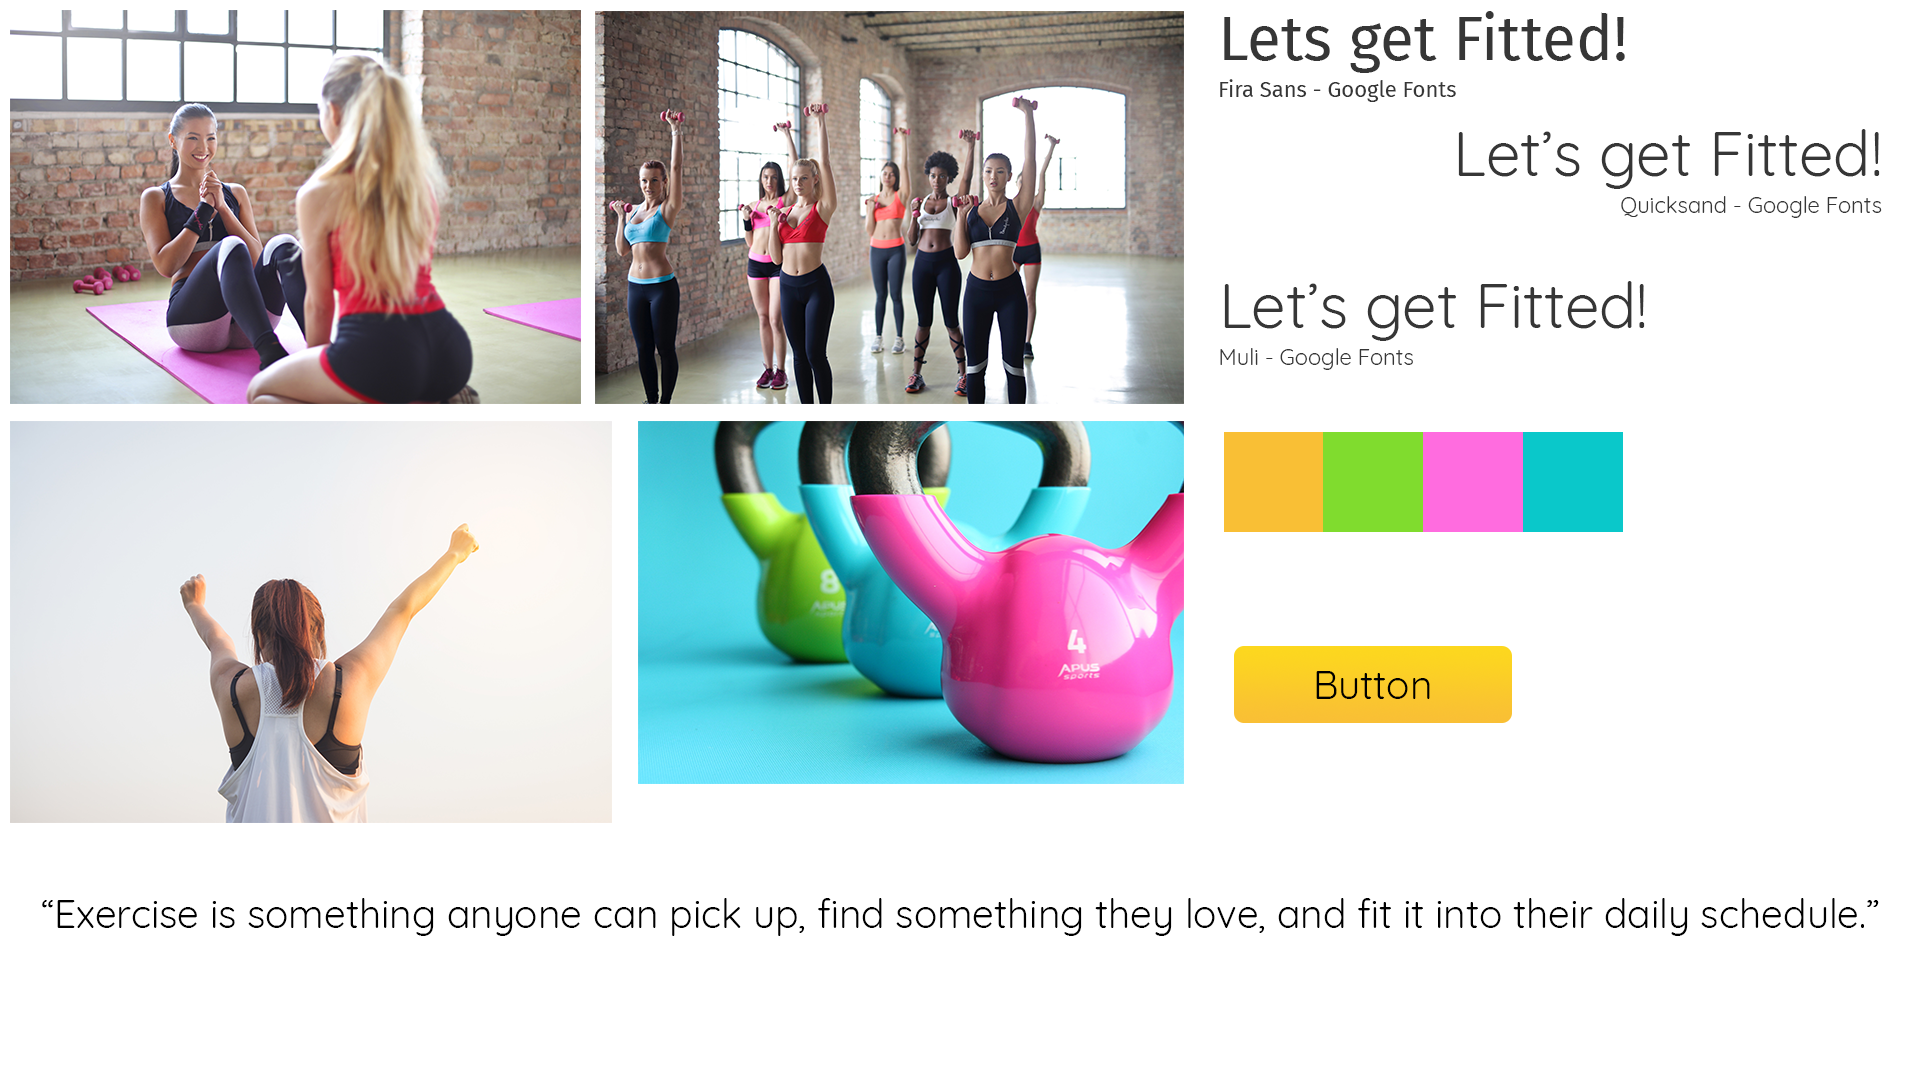 Lets get Fitted!
Fira Sans - Google Fonts
Let’s get Fitted!
Quicksand - Google Fonts
Let’s get Fitted!
Muli - Google Fonts
8
4
APUS
sports
Button
“Exercise is something anyone can pick up, find something they love, and fit it into their daily schedule.”